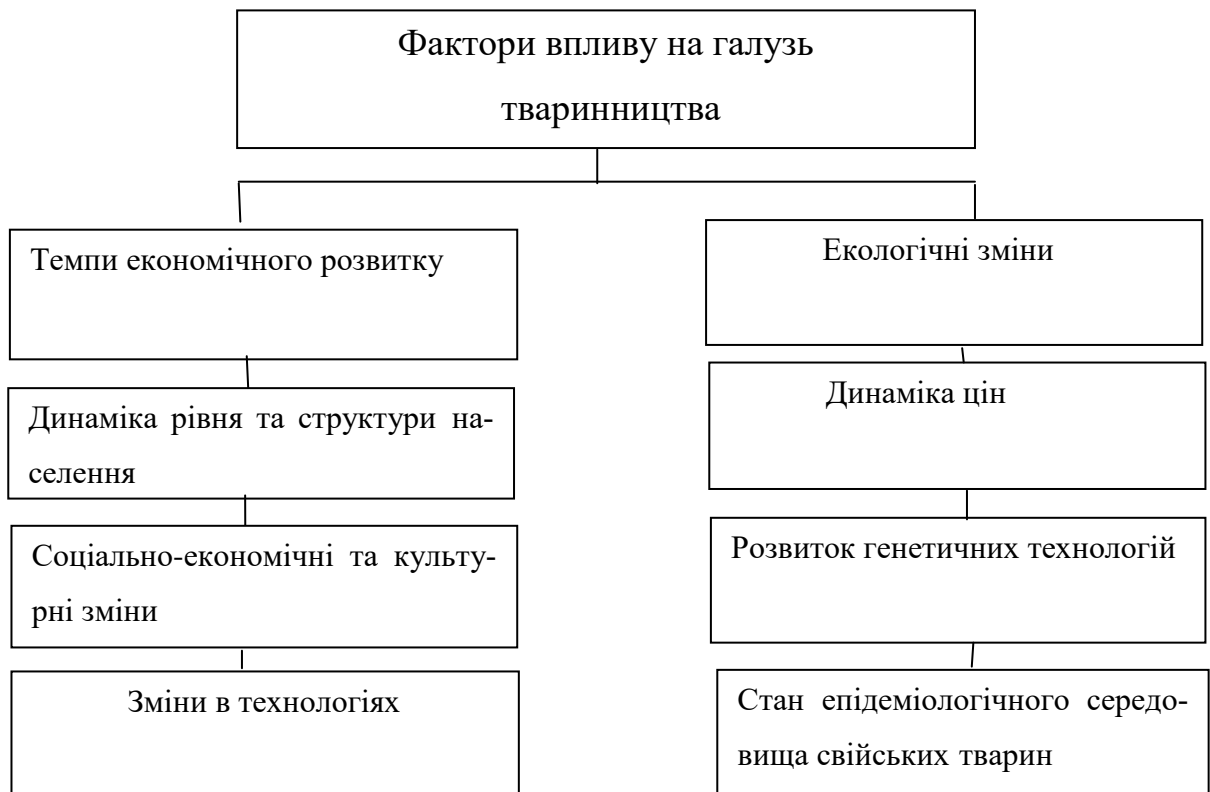 Фактори впливу на галузь
тваринництва
Темпи економічного розвитку
Динаміка рівня та структури на-
селення
Соціально-економічні та культу-
рні зміни
Зміни в технологіях
Екологічні зміни
Динаміка цін
Розвиток генетичних технологій
Стан епідеміологічного середо-
вища свійських тварин